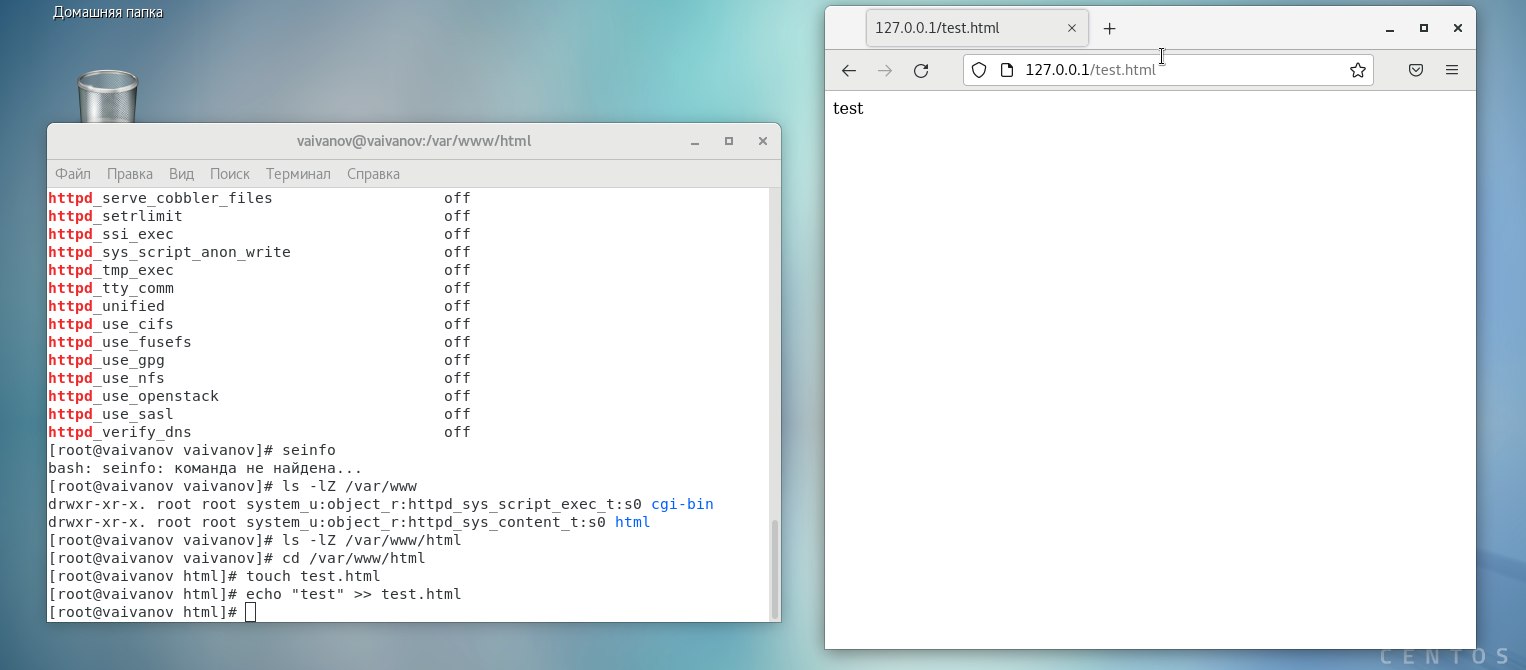 Домашняя папка
vaivanov@vaivanov:/var/www/html
Файл Правка Вид Поиск Терминал Справка
httpd_serve_cobbler_files off
httpd_setrlimit off
httpd_ssi_exec off
httpd_sys_script_anon_write off
httpd_tmp_exec off
httpd_tty_comm off
httpd_unified off
httpd_use_cifs off
httpd_use_fusefs off
httpd_use_gpg off
httpd_use_nfs off
httpd_use_openstack off
httpd_use_sasl off
httpd_verify_dns off
[root@vaivanov vaivanov]# seinfo
bash: seinfo: команда не найдена...
[root@vaivanov vaivanov]# ls -lZ /var/www
drwxr-xr-x. root root system_u:object_r:httpd_sys_script_exec_t:s0 cgi-bin
drwxr-xr-x. root root system_u:object_r:httpd_sys_content_t:s0 html
[root@vaivanov vaivanov]# ls -lZ /var/www/html
[root@vaivanov vaivanov]# cd /var/www/html
[root@vaivanov html]# touch test.html
[root@vaivanov html]# echo "test" >> test.html
[root@vaivanov html]#
127.0.0.1/test.html
127.0.0.1/test.html
test
CENTOS